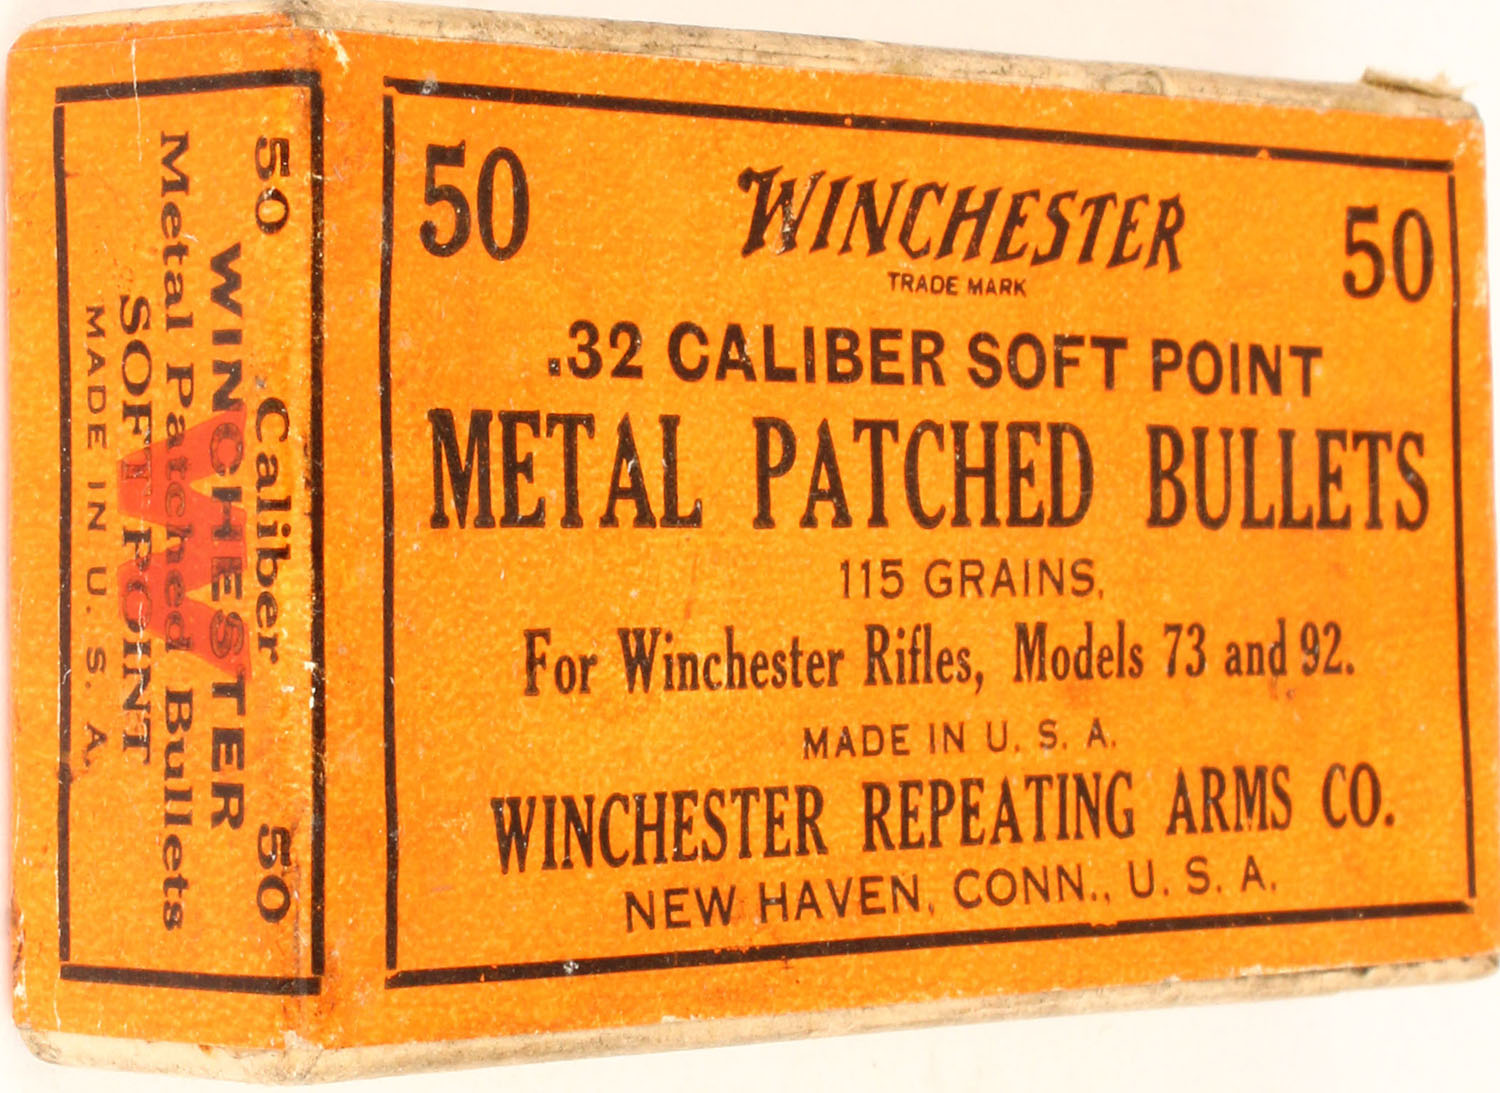 50 WINCHESTER 50
TRADE MARK
.32 CALIBER SOFT POINT
METAL PATCHED BULLETS
115 GRAINS,
For Winchester Rifles, Models 73 and 92.
MADE IN U. S. A.
WINCHESTER REPEATING ARMS CO.
NEW HAVEN, CONN., U. S. A.
50 Caliber 50
WINCHESTER
Metal Patched Bullets
SOFT POINT
MADE IN U. S. A.
W